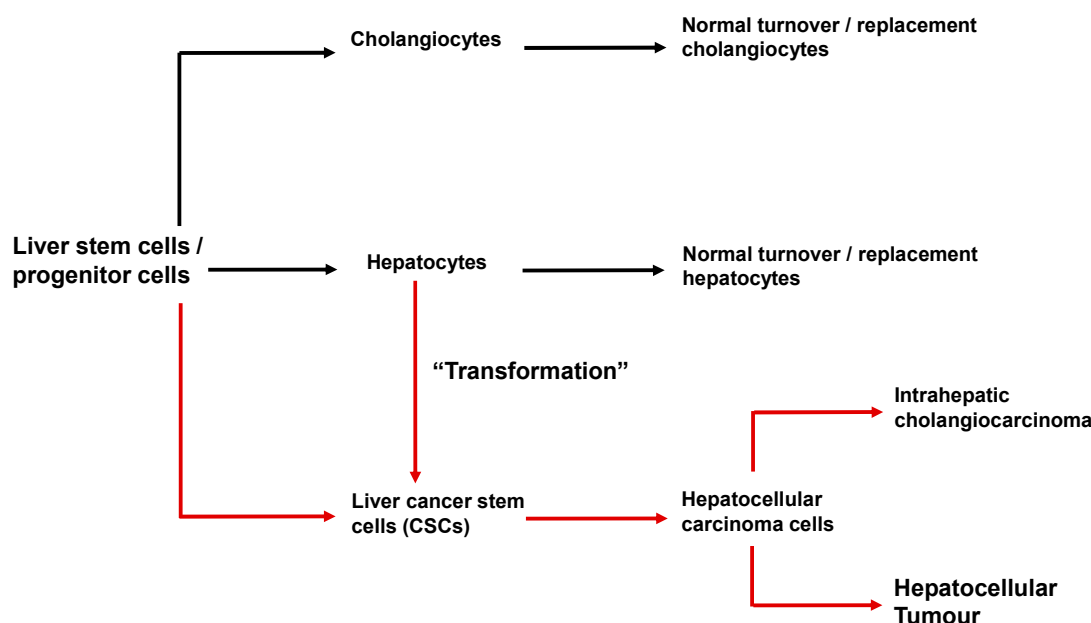 Cholangiocytes
Normal turnover / replacement
cholangiocytes
Liver stem cells /
progenitor cells
Hepatocytes
Normal turnover / replacement
hepatocytes
“Transformation”
Intrahepatic
cholangiocarcinoma
Liver cancer stem
cells (CSCs)
Hepatocellular
carcinoma cells
Hepatocellular
Tumour